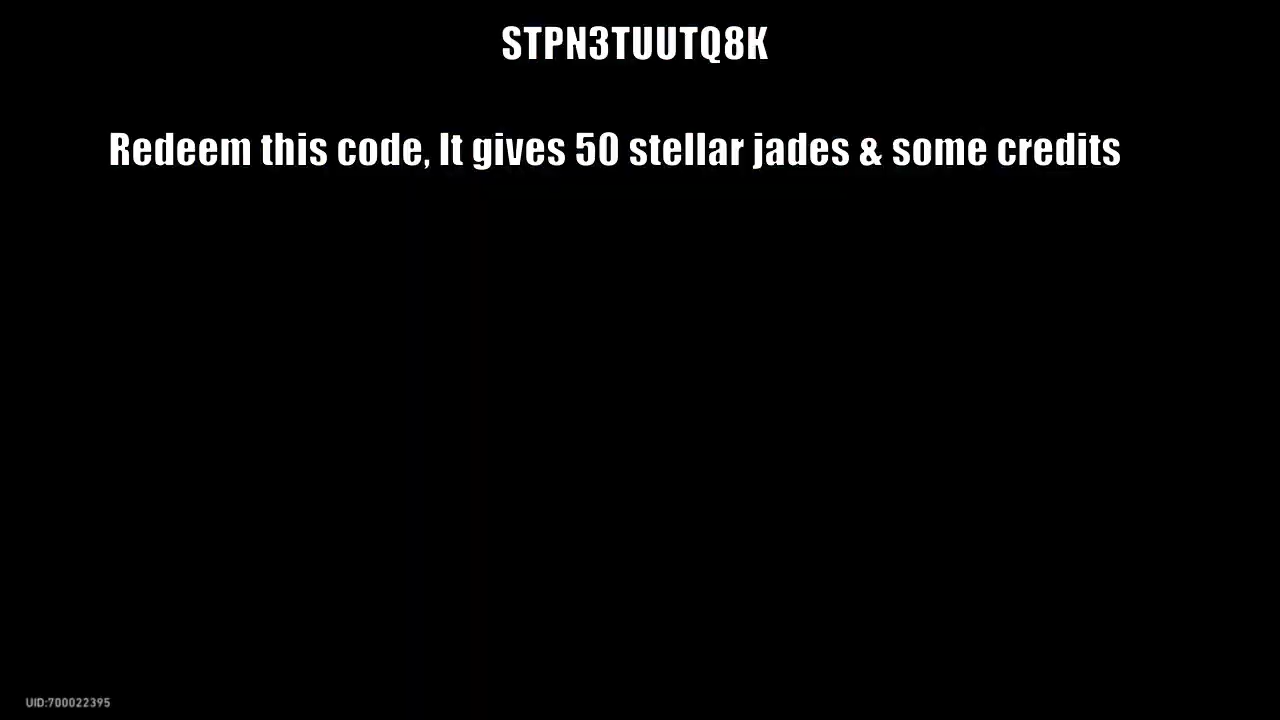 STPN3TUUTQ8K
Redeem this code, It gives 50 stellar jades & some credits
UID:700022395